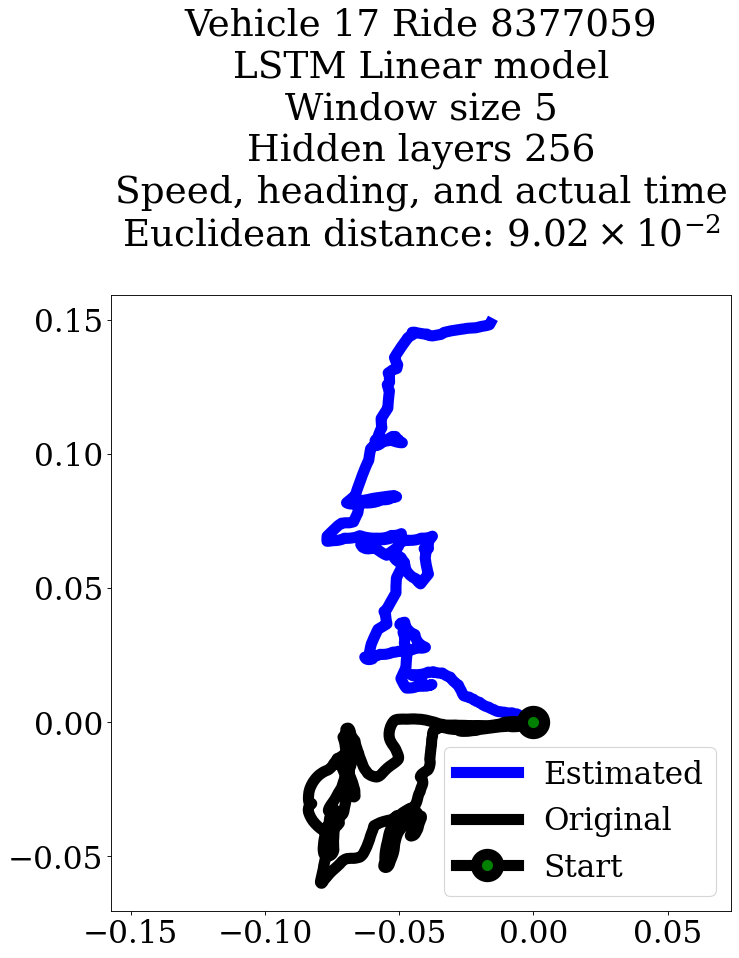 Vehicle 17 Ride 8377059
LSTM Linear model
Window size 5
Hidden layers 256
Speed, heading, and actual time
Euclidean distance: 9.02 × 10⁻²
0.15
0.10
0.05
0.00
−0.05
Estimated
Original
Start
−0.15 −0.10 −0.05 0.00 0.05